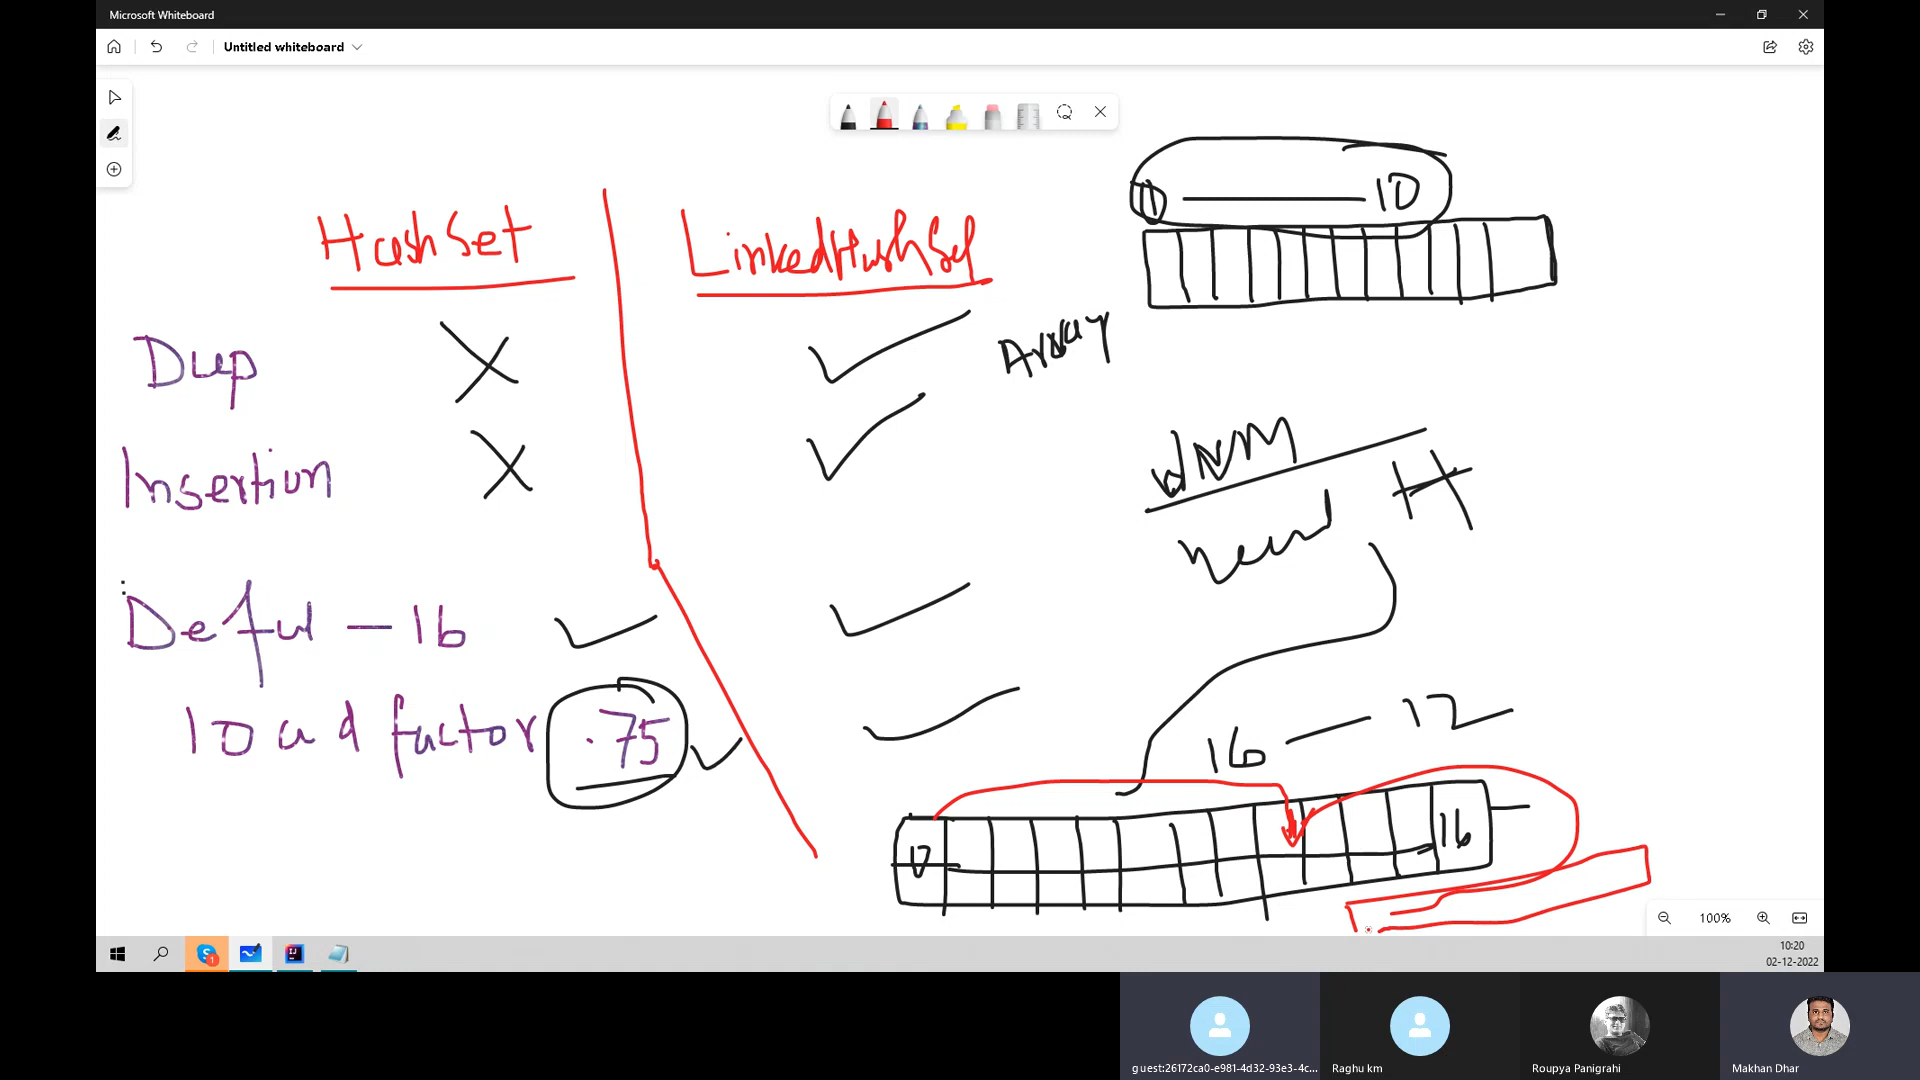 Microsoft Whiteboard
Untitled whiteboard
HashSet
LinkedHashSet
10
Dup
Array
Insertion
Deful - 16
load factor .75
16 - 12
16
100%
10:20
02-12-2022
guest:26172ca0-e981-4d32-93e3-4c...
Raghu km
Roupya Panigrahi
Makhan Dhar